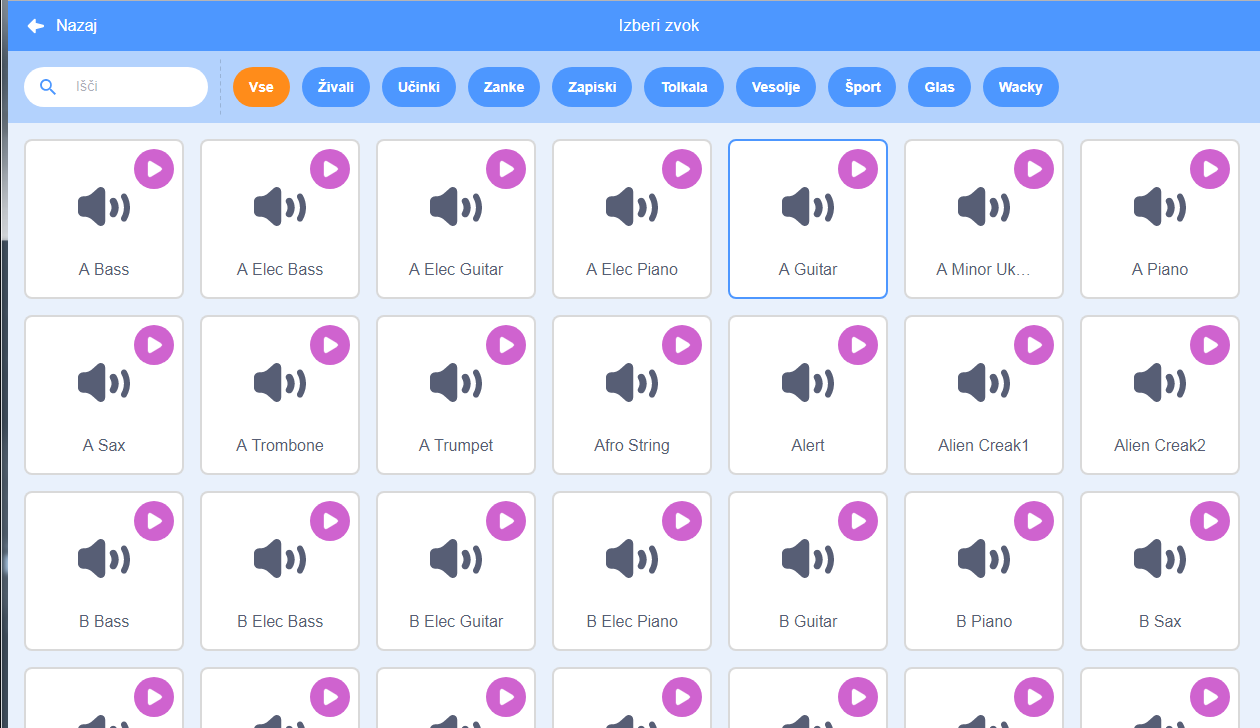 Nazaj
Izberi zvok
Išči
Vse
Živali
Učinki
Zanke
Zapiski
Tolkala
Vesolje
Šport
Glas
Wacky
A Bass
A Elec Bass
A Elec Guitar
A Elec Piano
A Guitar
A Minor Uk...
A Piano
A Sax
A Trombone
A Trumpet
Afro String
Alert
Alien Creak1
Alien Creak2
B Bass
B Elec Bass
B Elec Guitar
B Elec Piano
B Guitar
B Piano
B Sax